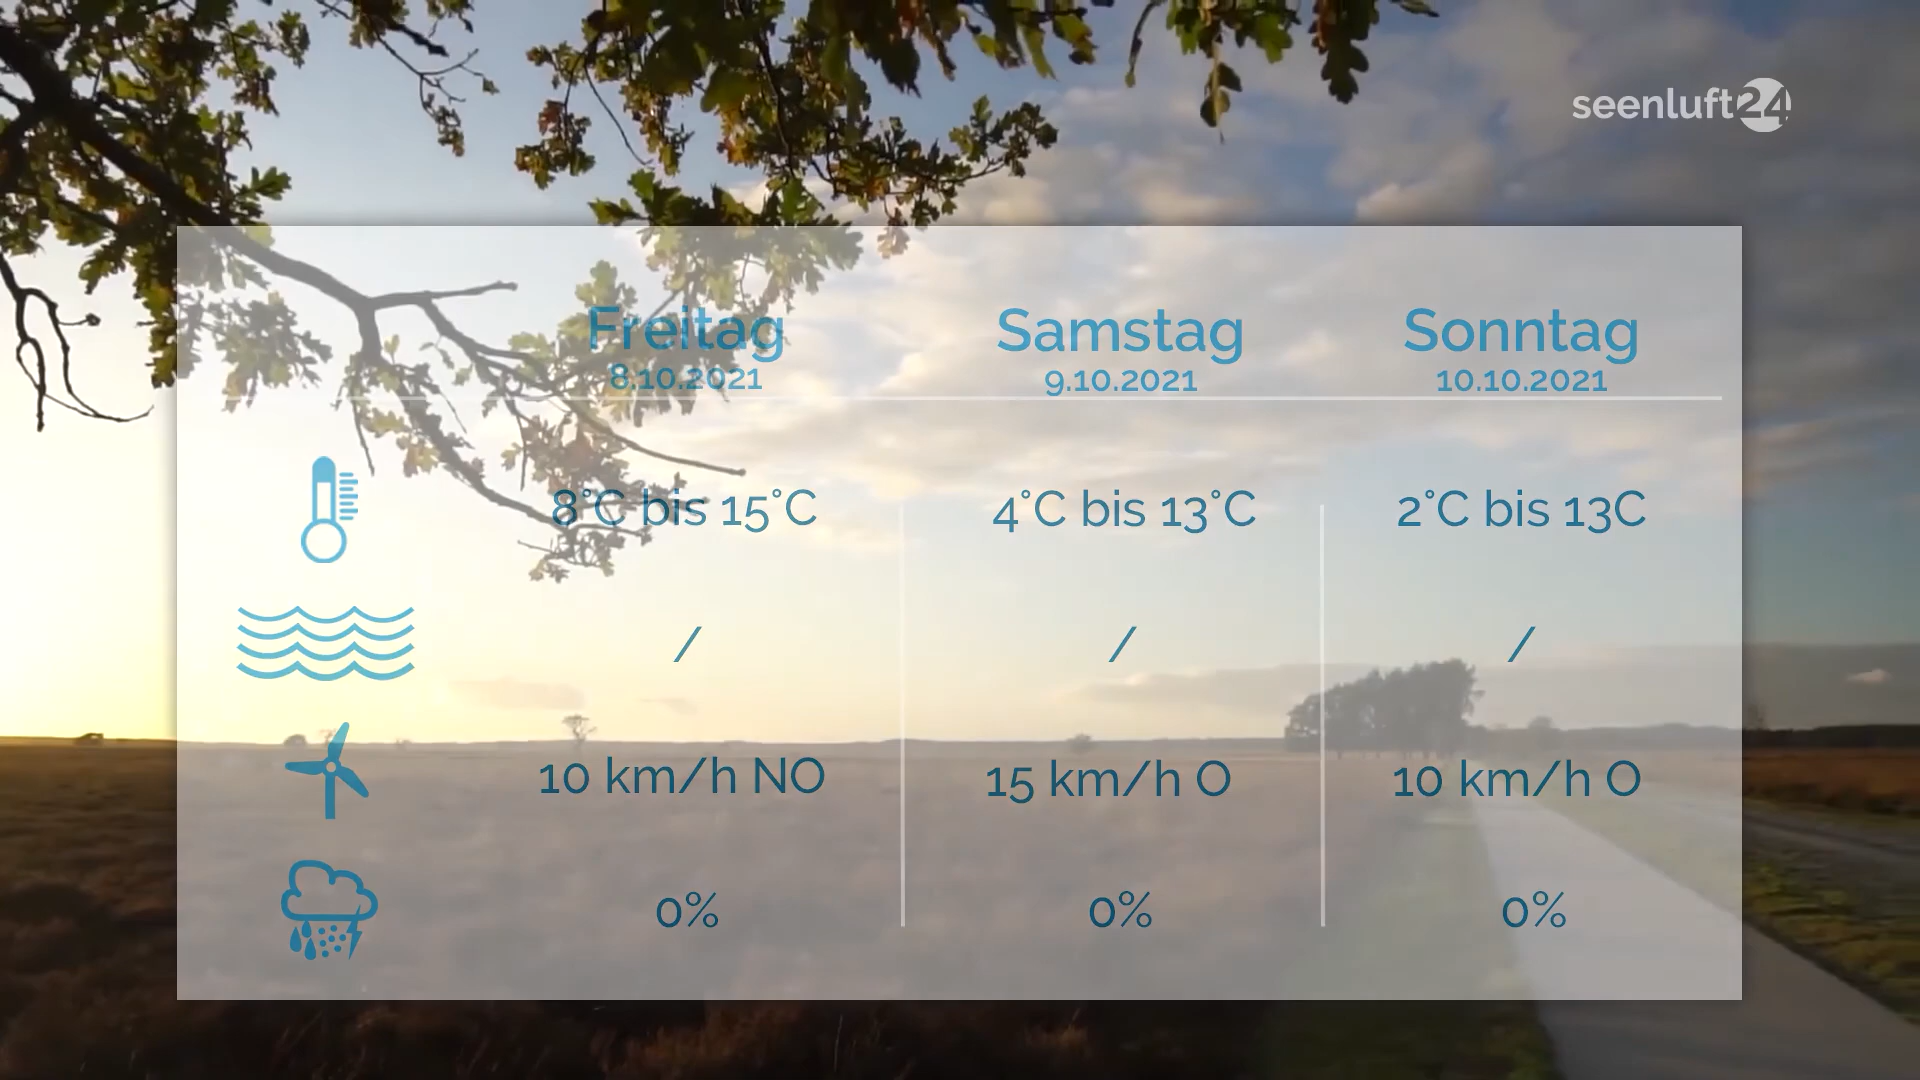 seenluft24
Freitag Samstag Sonntag
8.10.2021 9.10.2021 10.10.2021
8°C bis 15°C 4°C bis 13°C 2°C bis 13C
/ / /
10 km/h NO 15 km/h O 10 km/h O
0% 0% 0%